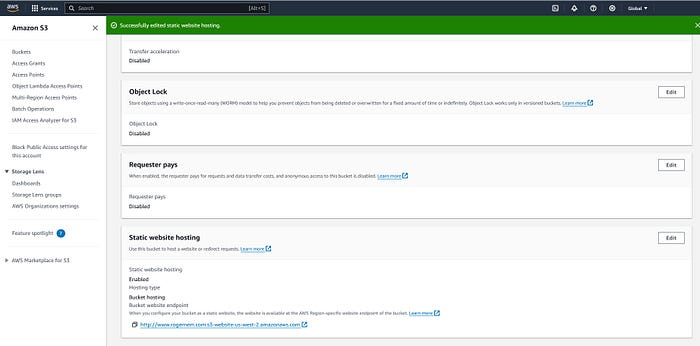 aws
Services
Search
[Alt+S]
Global
Amazon S3
Successfully edited static website hosting.
Buckets
Access Grants
Access Points
Object Lambda Access Points
Multi-Region Access Points
Batch Operations
IAM Access Analyzer for S3
Block Public Access settings for
this account
Storage Lens
Dashboards
Storage Lens groups
AWS Organizations settings
Feature spotlight 7
AWS Marketplace for S3
Transfer acceleration
Disabled
Object Lock
Edit
Store objects using a write-once-read-many (WORM) model to help you prevent objects from being deleted or overwritten for a fixed amount of time or indefinitely. Object Lock works only in versioned buckets. Learn more
Object Lock
Disabled
Requester pays
Edit
When enabled, the requester pays for requests and data transfer costs, and anonymous access to this bucket is disabled. Learn more
Requester pays
Disabled
Static website hosting
Edit
Use this bucket to host a website or redirect requests. Learn more
Static website hosting
Enabled
Hosting type
Bucket hosting
Bucket website endpoint
When you configure your bucket as a static website, the website is available at the AWS Region-specific website endpoint of the bucket. Learn more
http://www.rogemem.com.s3-website-us-west-2.amazonaws.com